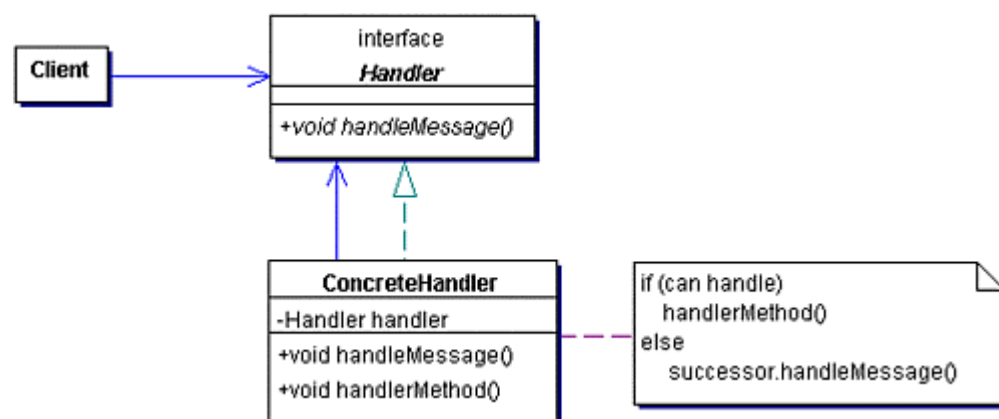 interface
Client
Handler
+void handleMessage()
ConcreteHandler
-Handler handler
+void handleMessage()
+void handlerMethod()
if (can handle)
handlerMethod()
else
successor.handleMessage()